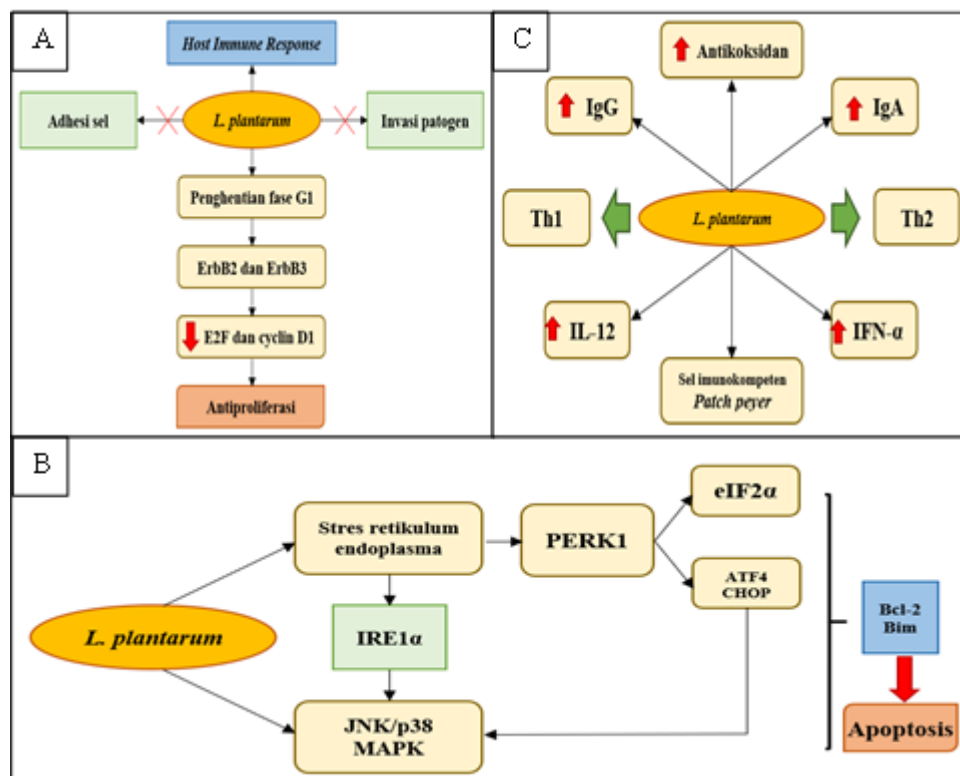 A
Host Immune Response
Adhesi sel
L. plantarum
Invasi patogen
Penghentian fase G1
ErbB2 dan ErbB3
E2F dan cyclin D1
Antiproliferasi
C
Antikoksidan
IgG
IgA
Th1
L. plantarum
Th2
IL-12
IFN-α
Sel imunokompeten
Patch peyer
B
Stres retikulum
endoplasma
PERK1
eIF2α
ATF4
CHOP
L. plantarum
IRE1α
JNK/p38
MAPK
Bcl-2
Bim
Apoptosis